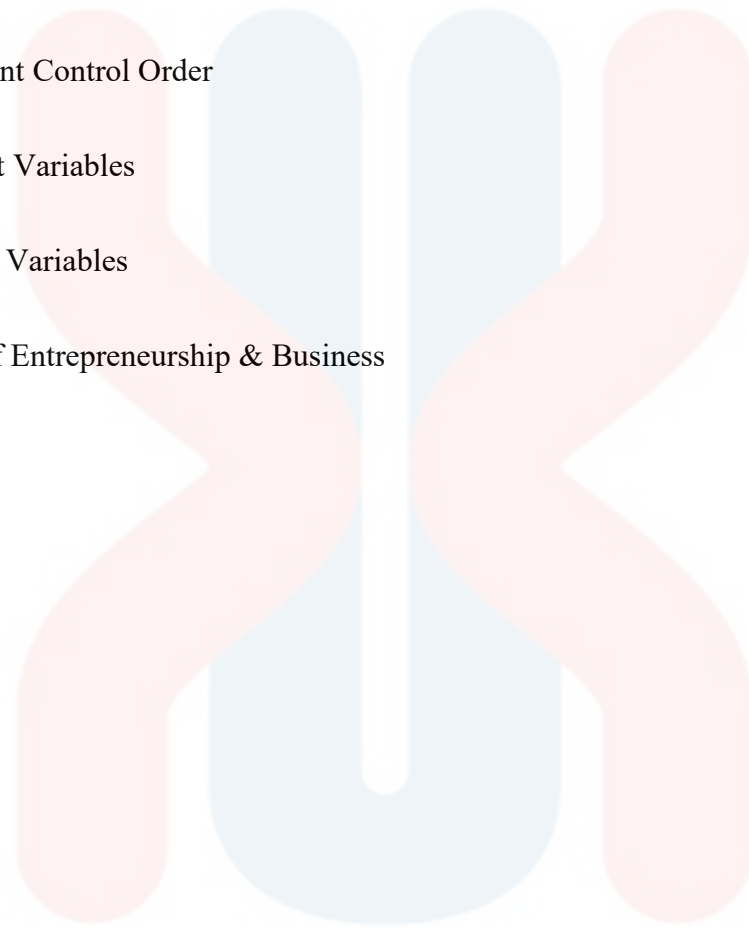 nt Control Order
t Variables
Variables
f Entrepreneurship & Business